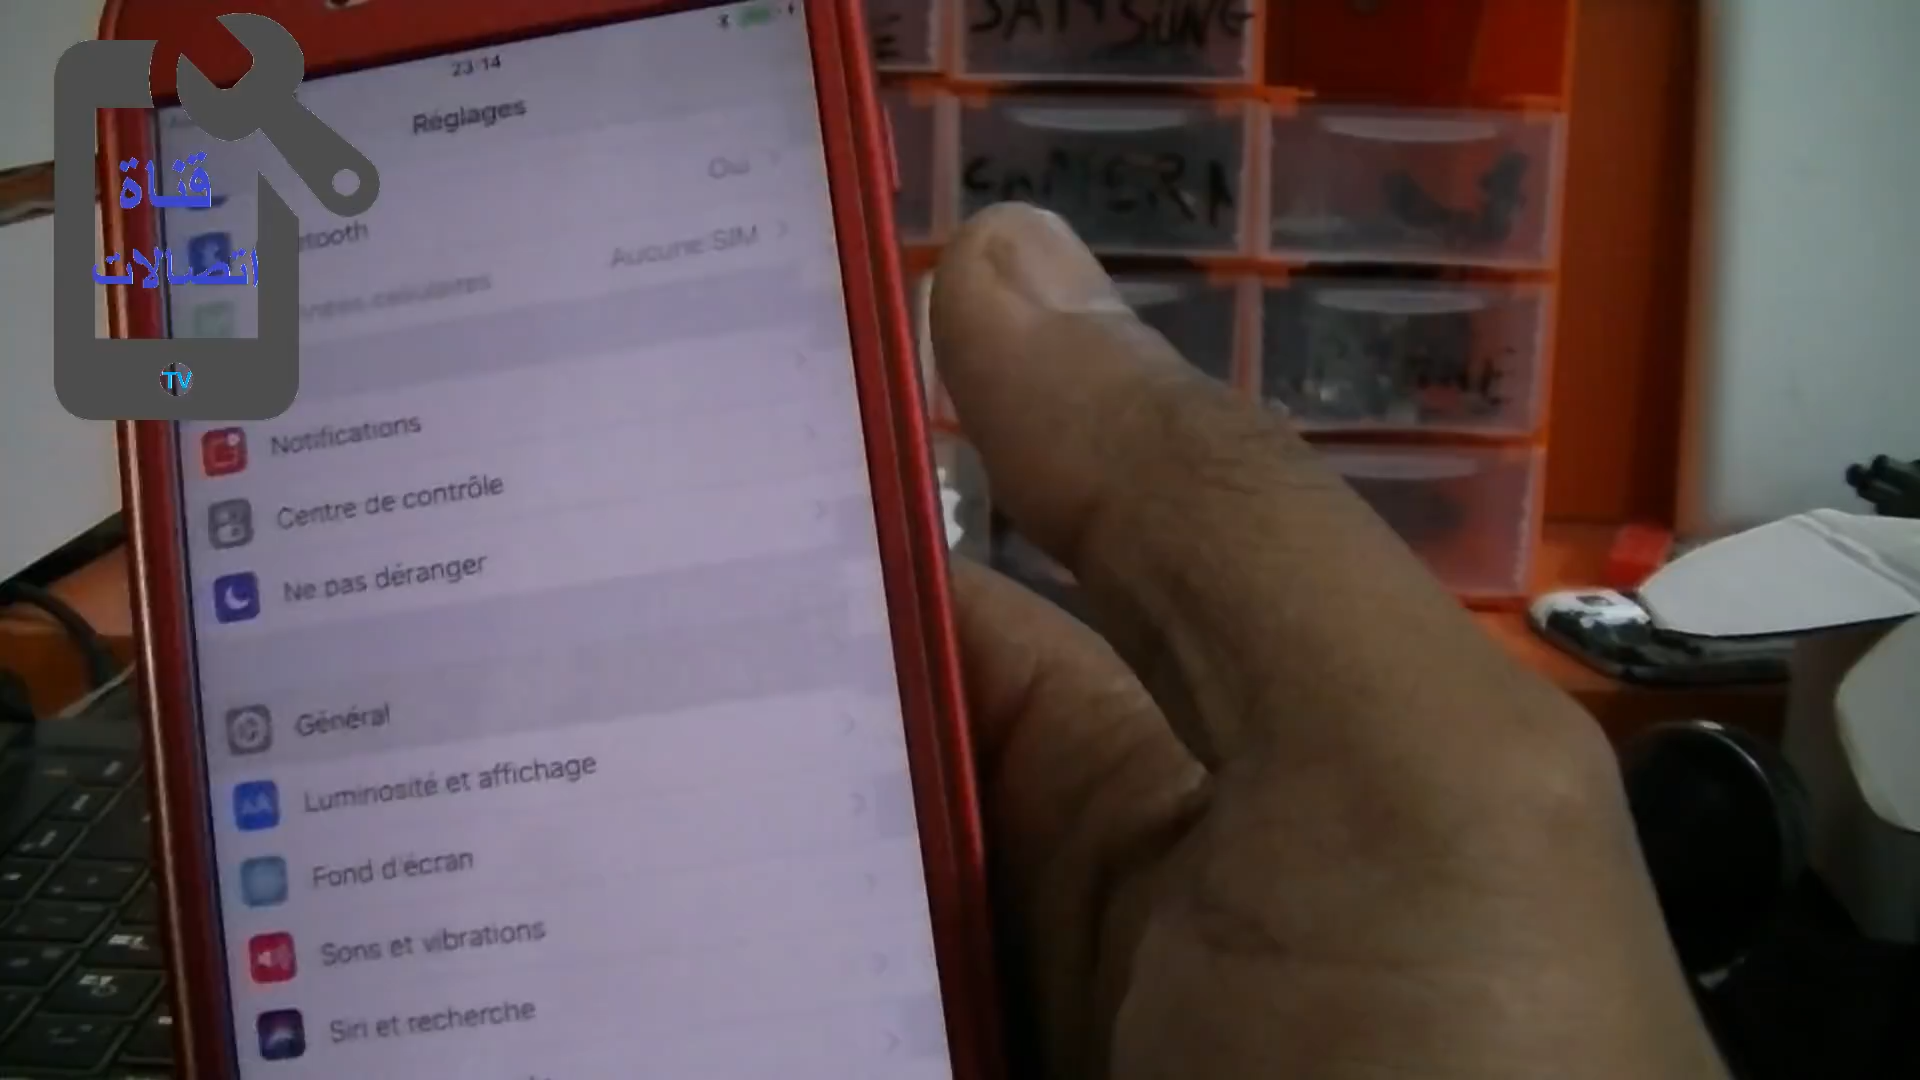 SAMSUNG
23:14
Réglages
قناة
اتصالات
TV
Oui
Aucune SIM
Notifications
Centre de contrôle
Ne pas déranger
Général
Luminosité et affichage
Fond d'écran
Sons et vibrations
Siri et recherche